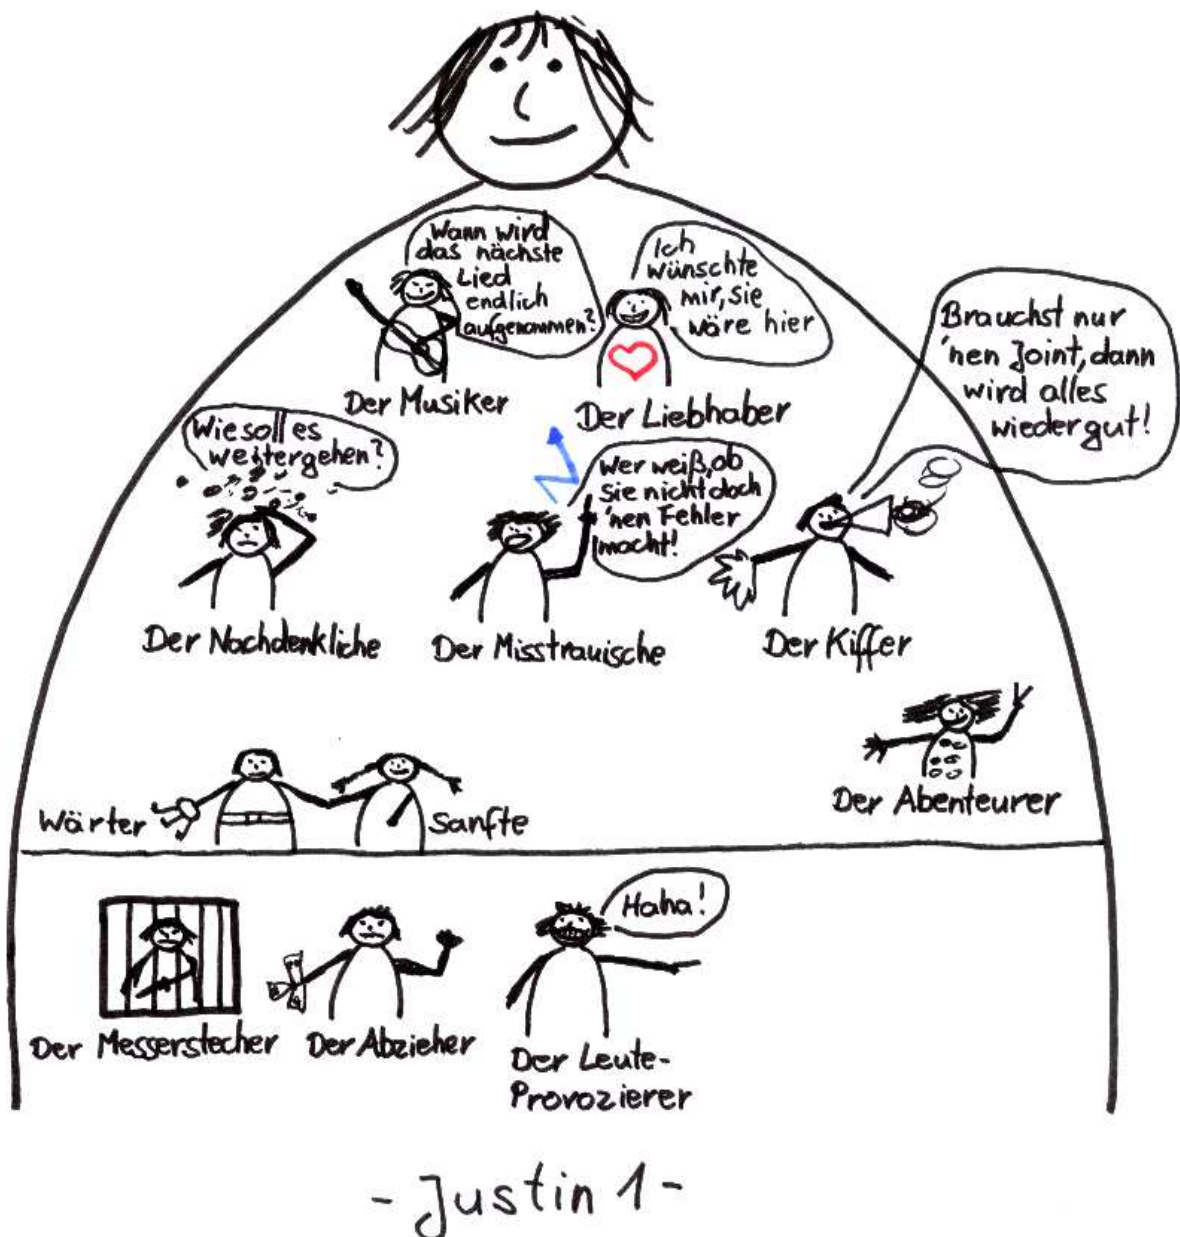 Wann wird
das nächste
Lied
endlich
aufgenommen?
Ich
wünschte
mir, sie
wäre hier
Brauchst nur
'nen Joint, dann
wird alles
wieder gut!
Der Musiker
Der Liebhaber
Wie soll es
weitergehen?
Wer weiß, ob
sie nicht doch
'nen Fehler
macht!
Der Nachdenkliche
Der Misstrauische
Der Kiffer
Der Abenteurer
Wärter
Sanfte
Haha!
Der Messerstecher
Der Abzieher
Der Leute-
Provozierer
- Justin 1 -